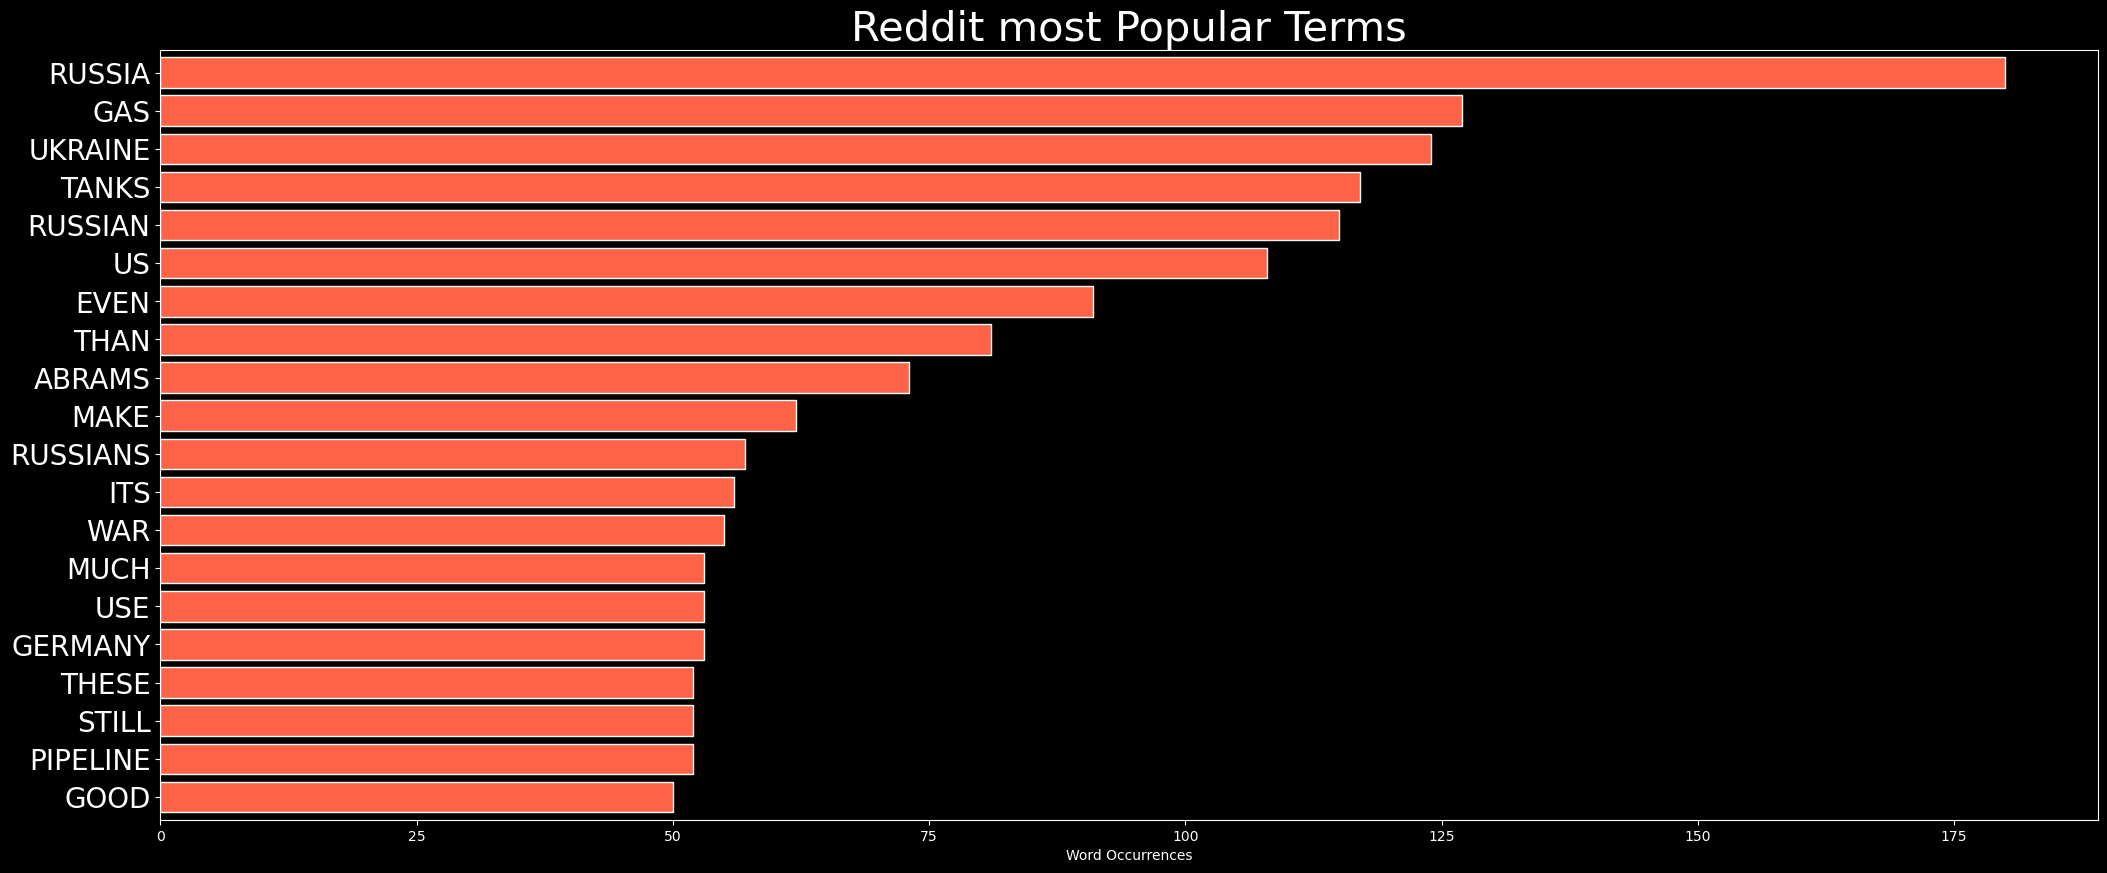 Reddit most Popular Terms
RUSSIA
GAS
UKRAINE
TANKS
RUSSIAN
US
EVEN
THAN
ABRAMS
MAKE
RUSSIANS
ITS
WAR
MUCH
USE
GERMANY
THESE
STILL
PIPELINE
GOOD
0 25 50 75 100 125 150 175
Word Occurrences